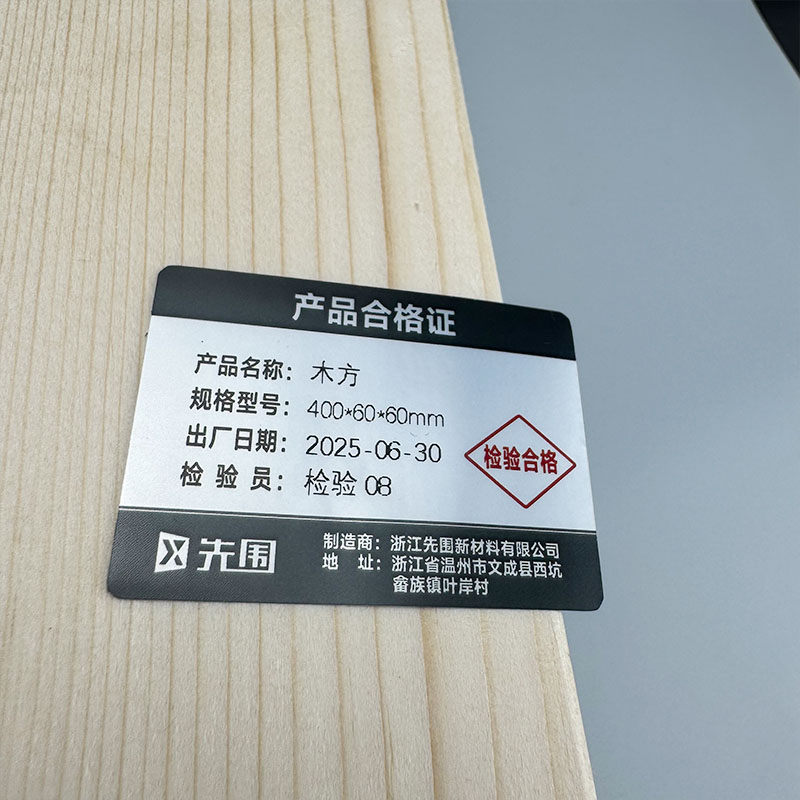 产品合格证
产品名称：木方
规格型号：400*60*60mm
出厂日期：2025-06-30
检 验 员：检验 08
检验合格
先围
制造商：浙江先围新材料有限公司
地 址：浙江省温州市文成县西坑
畲族镇叶岸村